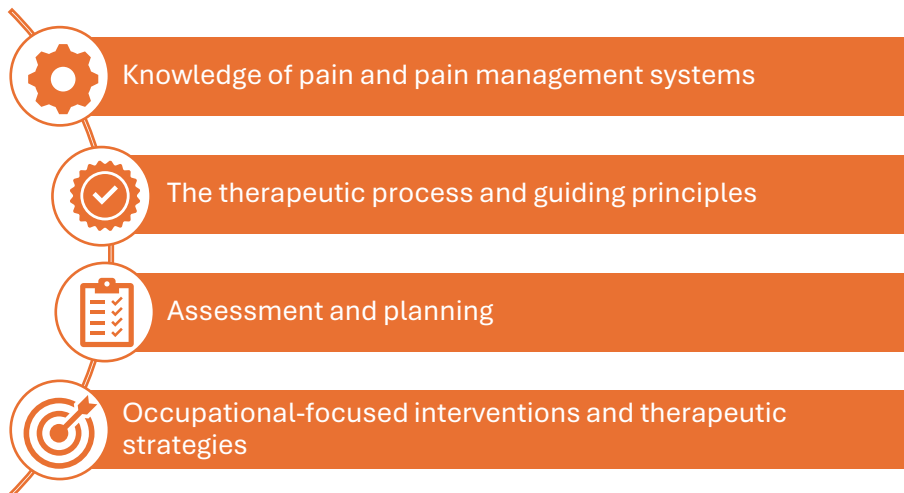 Knowledge of pain and pain management systems
The therapeutic process and guiding principles
Assessment and planning
Occupational-focused interventions and therapeutic
strategies